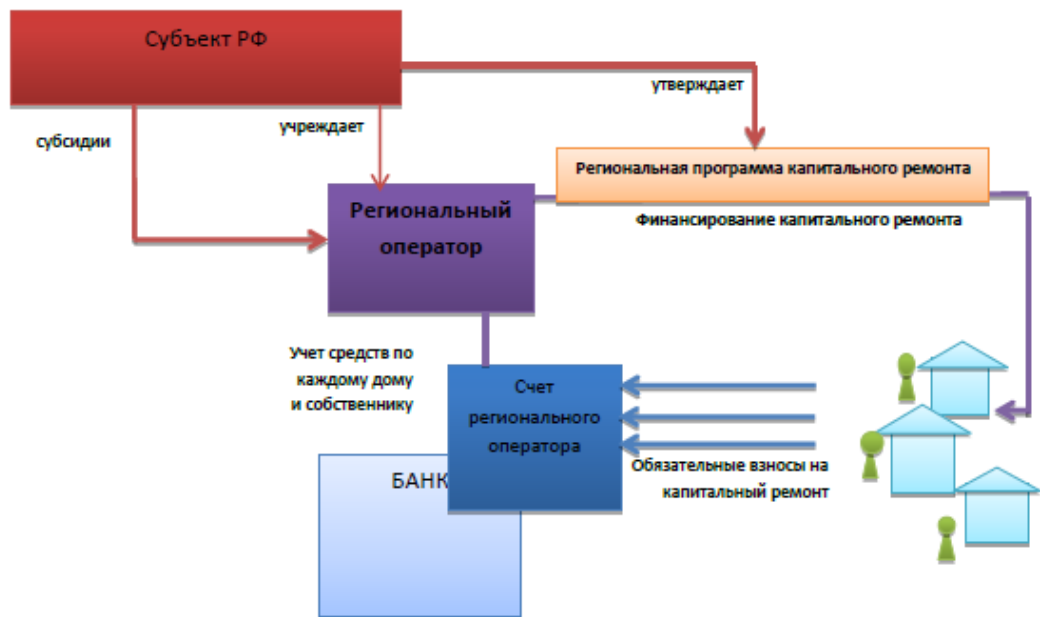 Субъект РФ
утверждает
учреждает
субсидии
Региональная программа капитального ремонта
Региональный
оператор
Финансирование капитального ремонта
Учет средств по
каждому дому
и собственнику
Счет
регионального
оператора
Обязательные взносы на
капитальный ремонт
БАНК